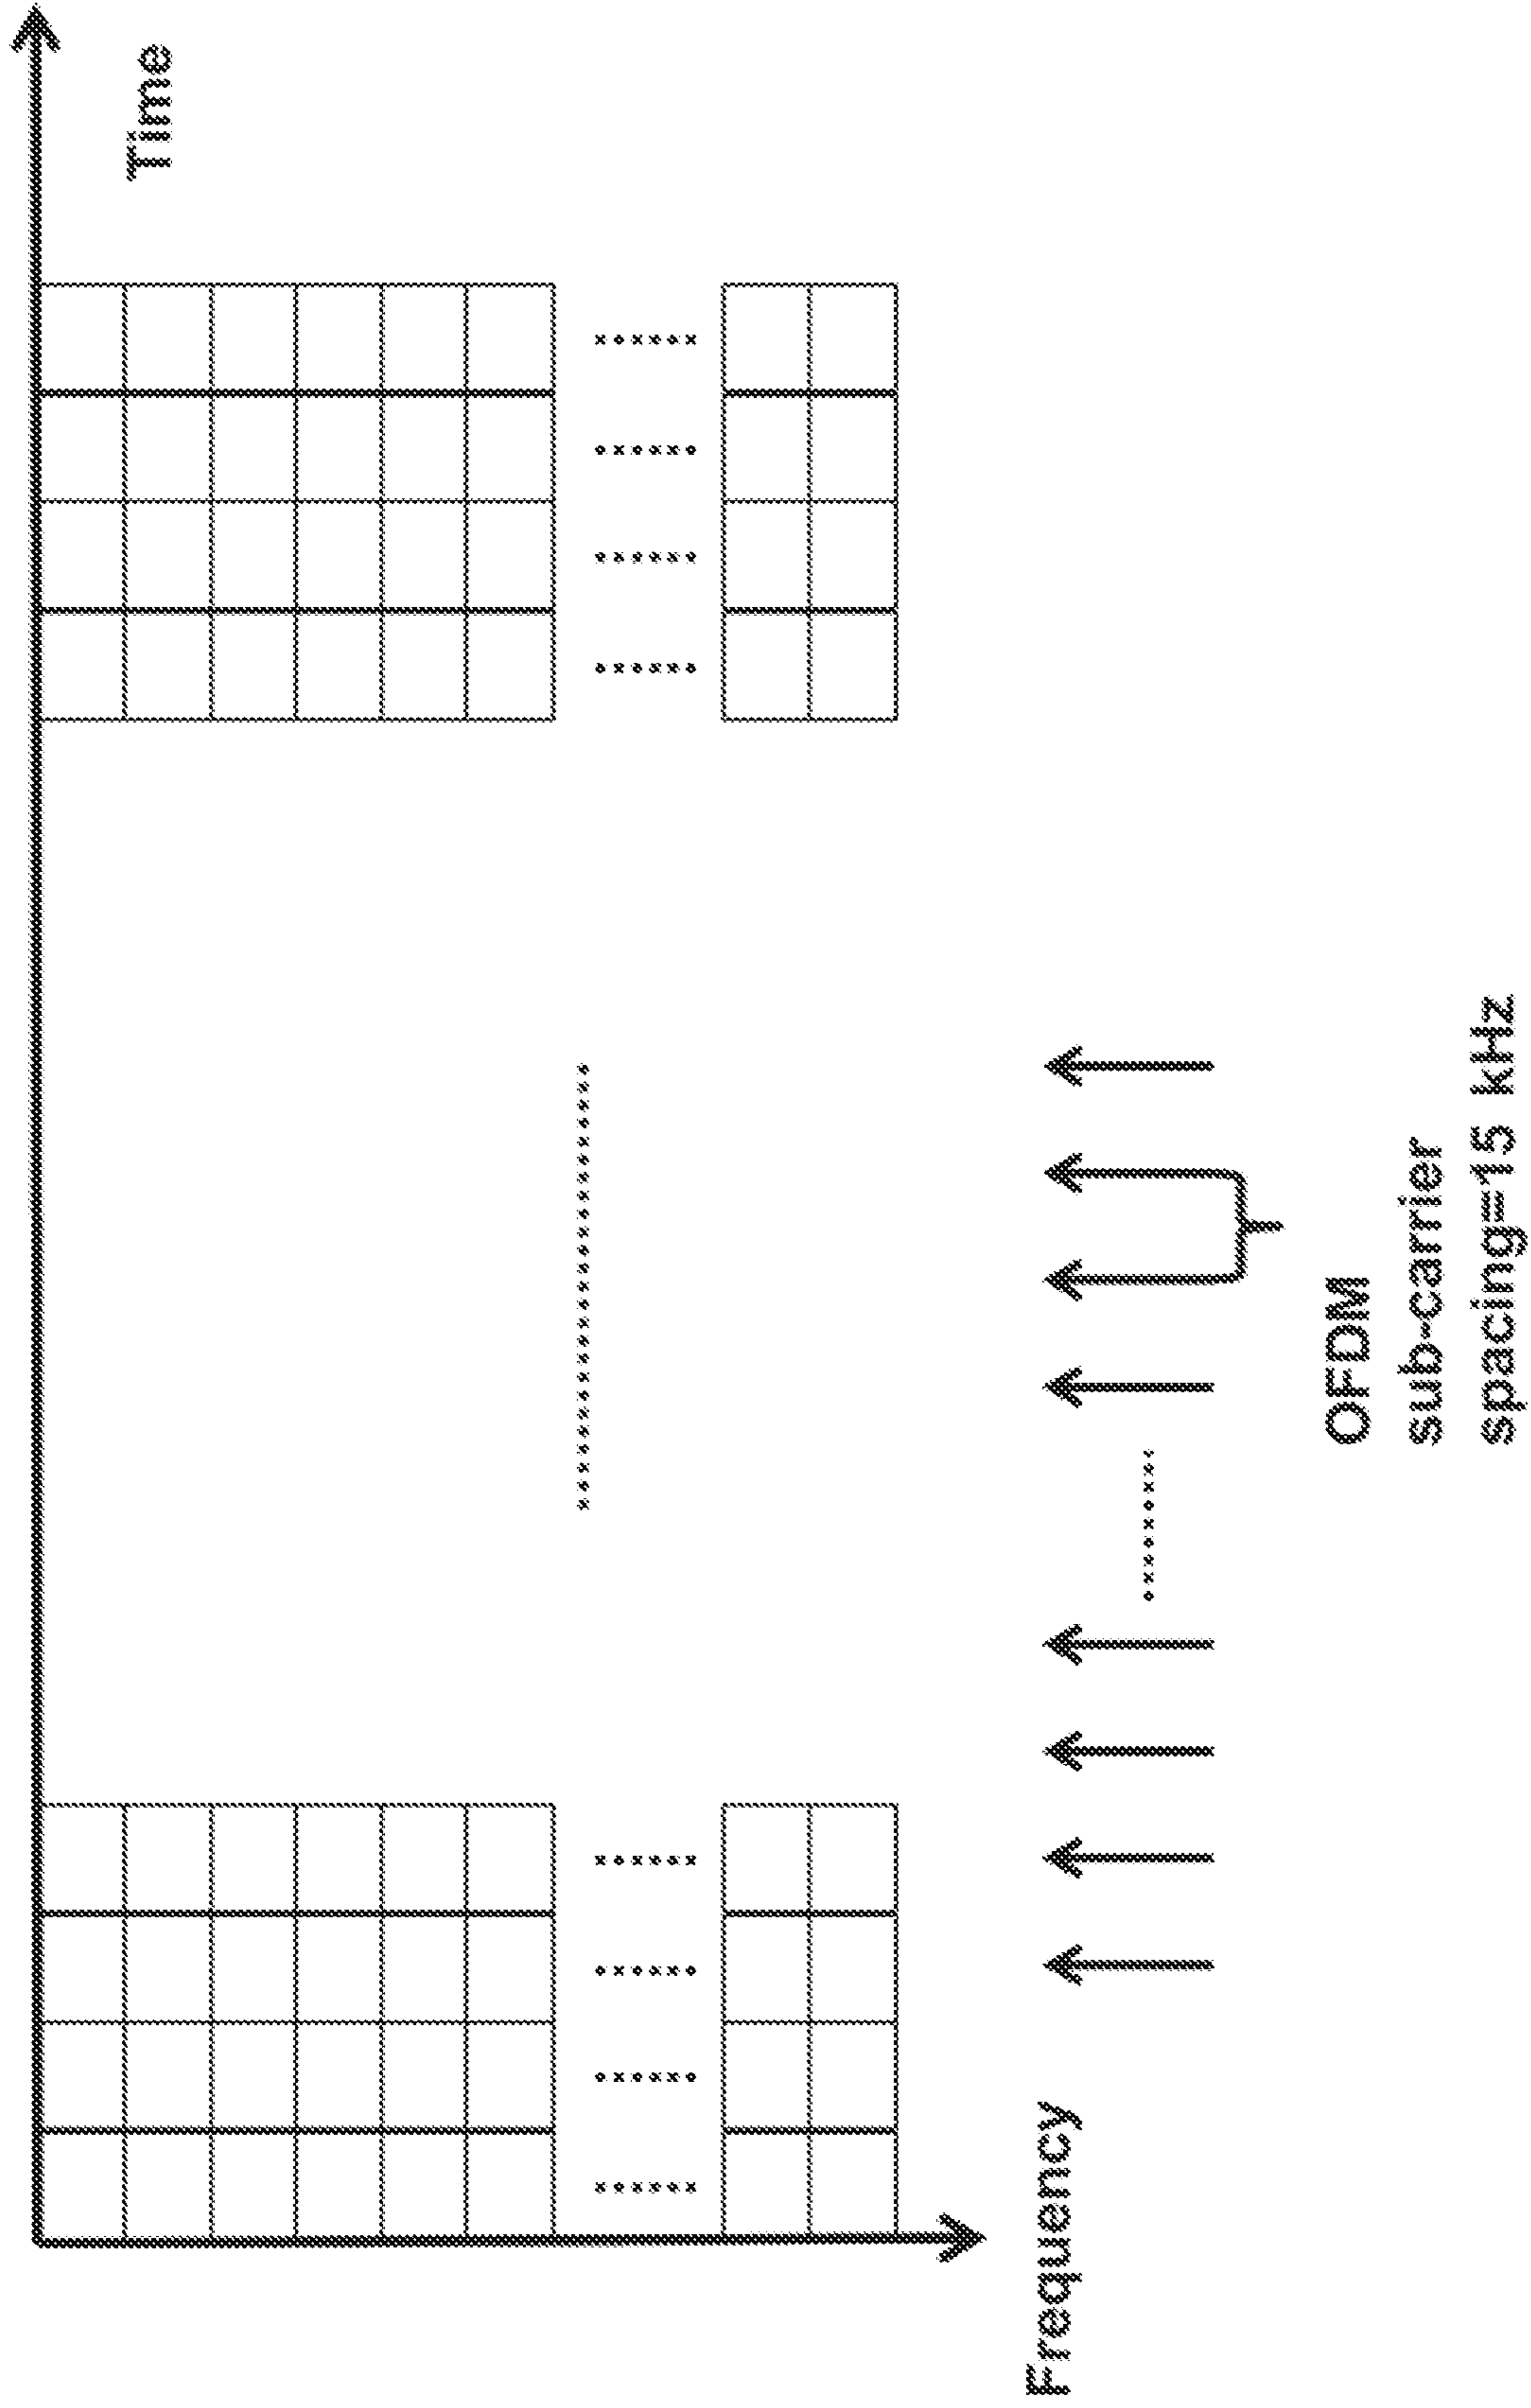 Time
Frequency
OFDM
sub-carrier
spacing=15 kHz